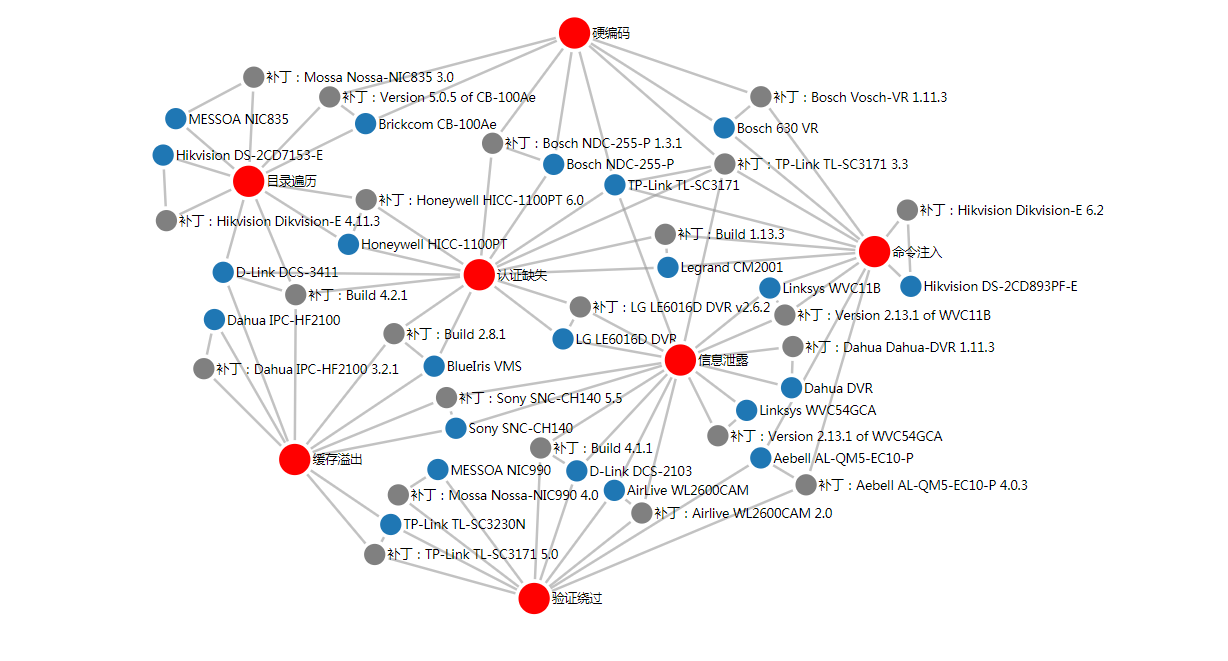 硬编码
补丁：Mossa Nossa-NIC835 3.0
补丁：Version 5.0.5 of CB-100Ae
补丁：Bosch Vosch-VR 1.11.3
MESSOA NIC835
Brickcom CB-100Ae
Bosch 630 VR
补丁：Bosch NDC-255-P 1.3.1
Hikvision DS-2CD7153-E
Bosch NDC-255-P
补丁：TP-Link TL-SC3171 3.3
目录遍历
TP-Link TL-SC3171
补丁：Honeywell HICC-1100PT 6.0
补丁：Hikvision Dikvision-E 6.2
补丁：Hikvision Dikvision-E 4.11.3
补丁：Build 1.13.3
Honeywell HICC-1100PT
命令注入
Legrand CM2001
D-Link DCS-3411
认证缺失
Linksys WVC11B
Hikvision DS-2CD893PF-E
补丁：Build 4.2.1
补丁：LG LE6016D DVR v2.6.2
补丁：Version 2.13.1 of WVC11B
Dahua IPC-HF2100
补丁：Build 2.8.1
LG LE6016D DVR
补丁：Dahua Dahua-DVR 1.11.3
信息泄露
BlueIris VMS
补丁：Dahua IPC-HF2100 3.2.1
Dahua DVR
补丁：Sony SNC-CH140 5.5
Linksys WVC54GCA
Sony SNC-CH140
补丁：Version 2.13.1 of WVC54GCA
补丁：Build 4.1.1
缓存溢出
Aebell AL-QM5-EC10-P
MESSOA NIC990
D-Link DCS-2103
补丁：Aebell AL-QM5-EC10-P 4.0.3
AirLive WL2600CAM
补丁：Mossa Nossa-NIC990 4.0
补丁：Airlive WL2600CAM 2.0
TP-Link TL-SC3230N
补丁：TP-Link TL-SC3171 5.0
验证绕过